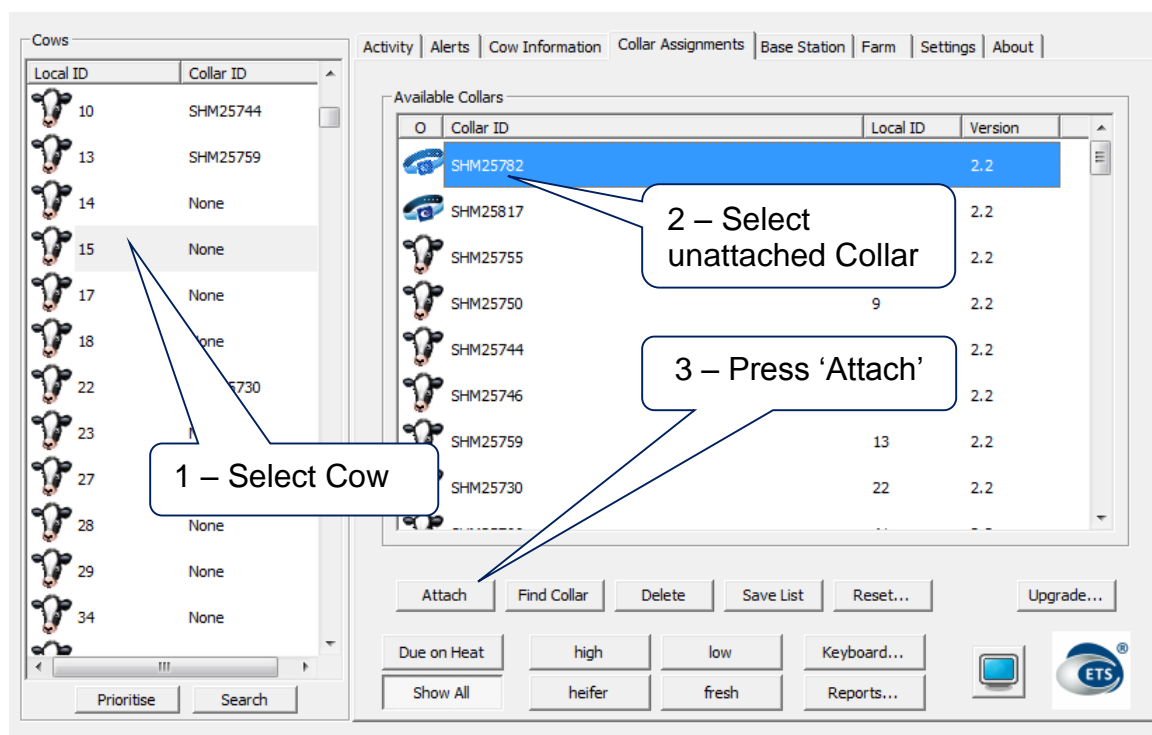 Cows
Local ID Collar ID
10 SHM25744
13 SHM25759
14 None
15 None
17 None
18 None
22 5730
23
27
28 None
29 None
34 None
Prioritise Search
Activity Alerts Cow Information Collar Assignments Base Station Farm Settings About
Available Collars
O Collar ID Local ID Version
SHM25782 2.2
SHM25817 2.2
SHM25755 2.2
SHM25750 9 2.2
SHM25744 2.2
SHM25746 2.2
SHM25759 13 2.2
SHM25730 22 2.2
1 – Select Cow
2 – Select
unattached Collar
3 – Press ‘Attach’
Attach Find Collar Delete Save List Reset... Upgrade...
Due on Heat high low Keyboard...
Show All heifer fresh Reports...
ETS®